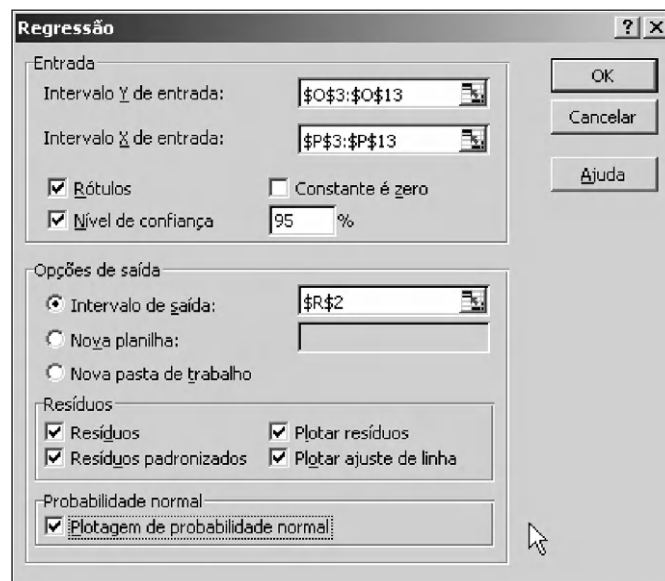 Regressão
Entrada
Intervalo Y de entrada: $O$3:$O$13
Intervalo X de entrada: $P$3:$P$13
Rótulos Constante é zero
Nível de confiança 95 %
OK
Cancelar
Ajuda
Opções de saída
Intervalo de saída: $R$2
Nova planilha:
Nova pasta de trabalho
Resíduos
Resíduos Plotar resíduos
Resíduos padronizados Plotar ajuste de linha
Probabilidade normal
Plotagem de probabilidade normal